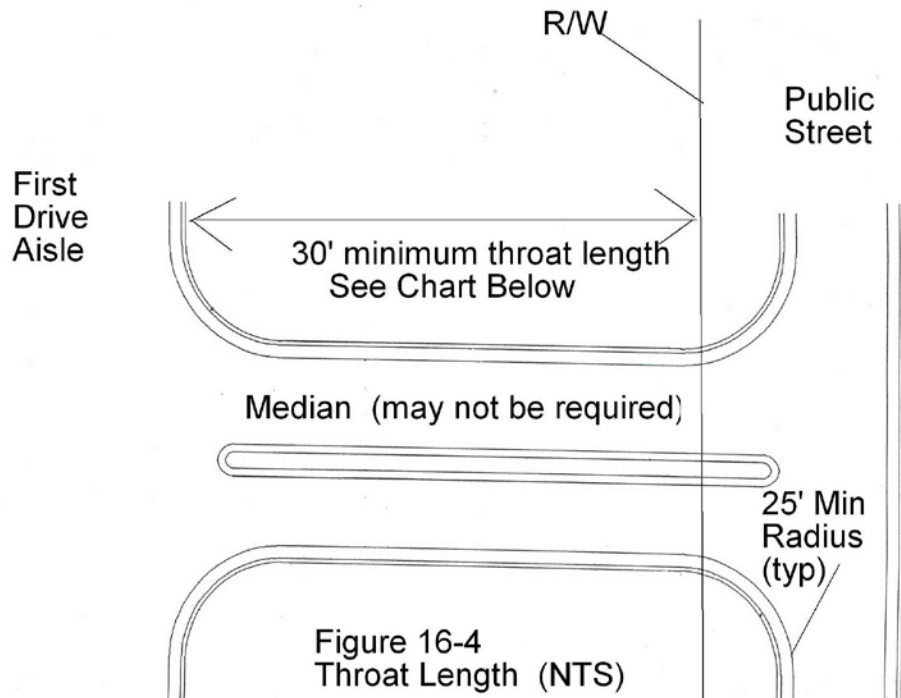 R/W
Public
Street
First
Drive
Aisle
30' minimum throat length
See Chart Below
Median (may not be required)
25' Min
Radius
(typ)
Figure 16-4
Throat Length (NTS)